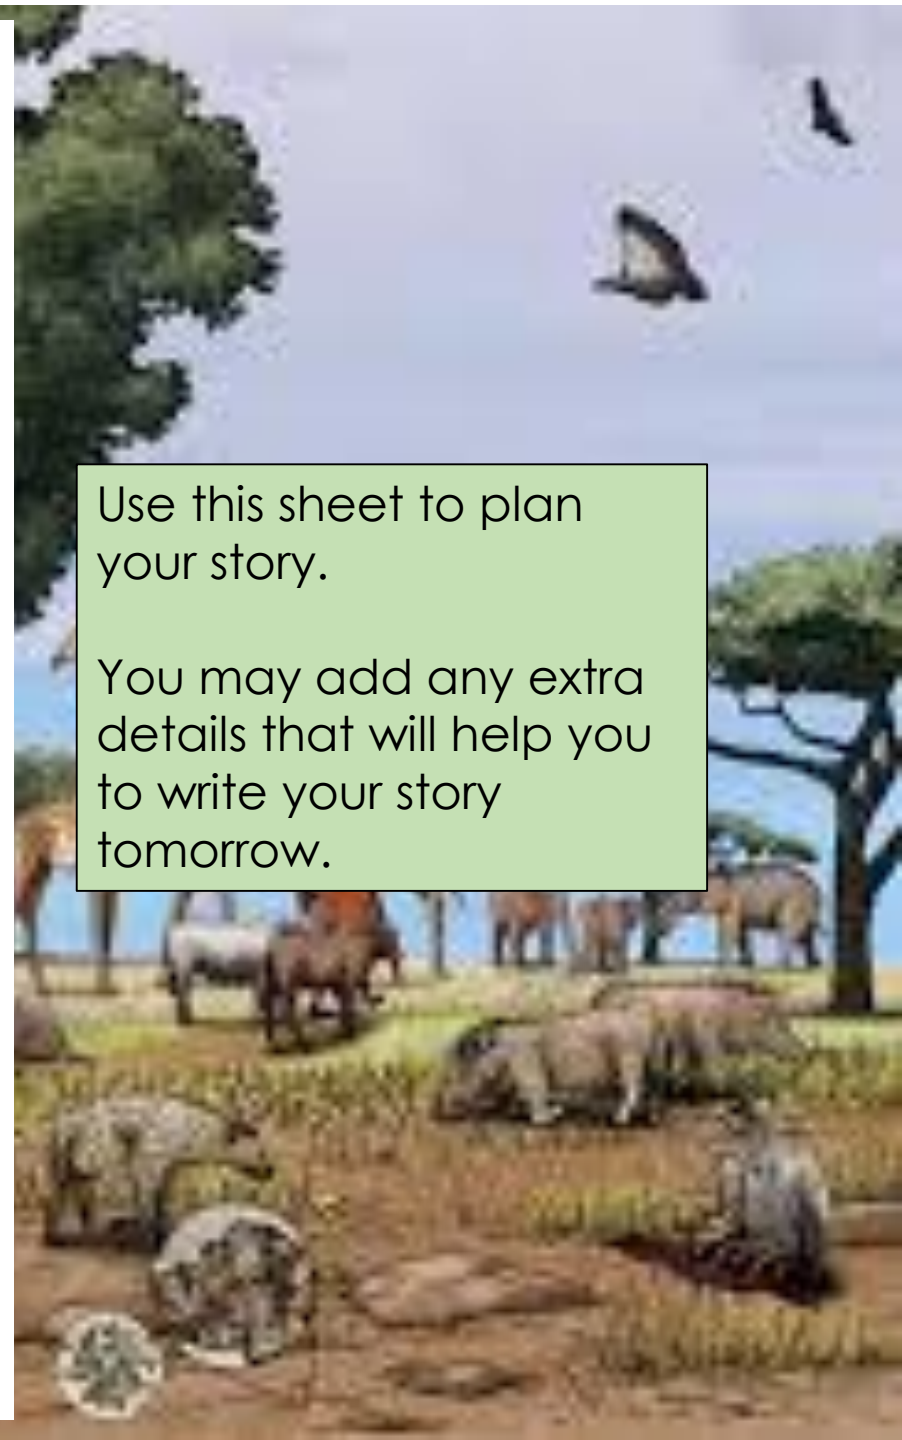 Use this sheet to plan
your story.
You may add any extra
details that will help you
to write your story
tomorrow.